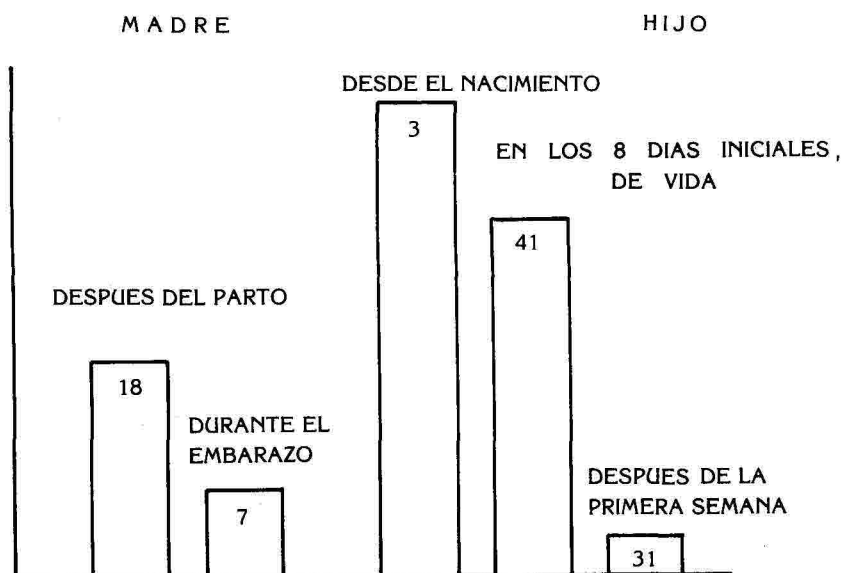 MADRE
HIJO
DESDE EL NACIMIENTO
3
EN LOS 8 DIAS INICIALES,
DE VIDA
41
DESPUES DEL PARTO
18
DURANTE EL
EMBARAZO
7
DESPUES DE LA
PRIMERA SEMANA
31